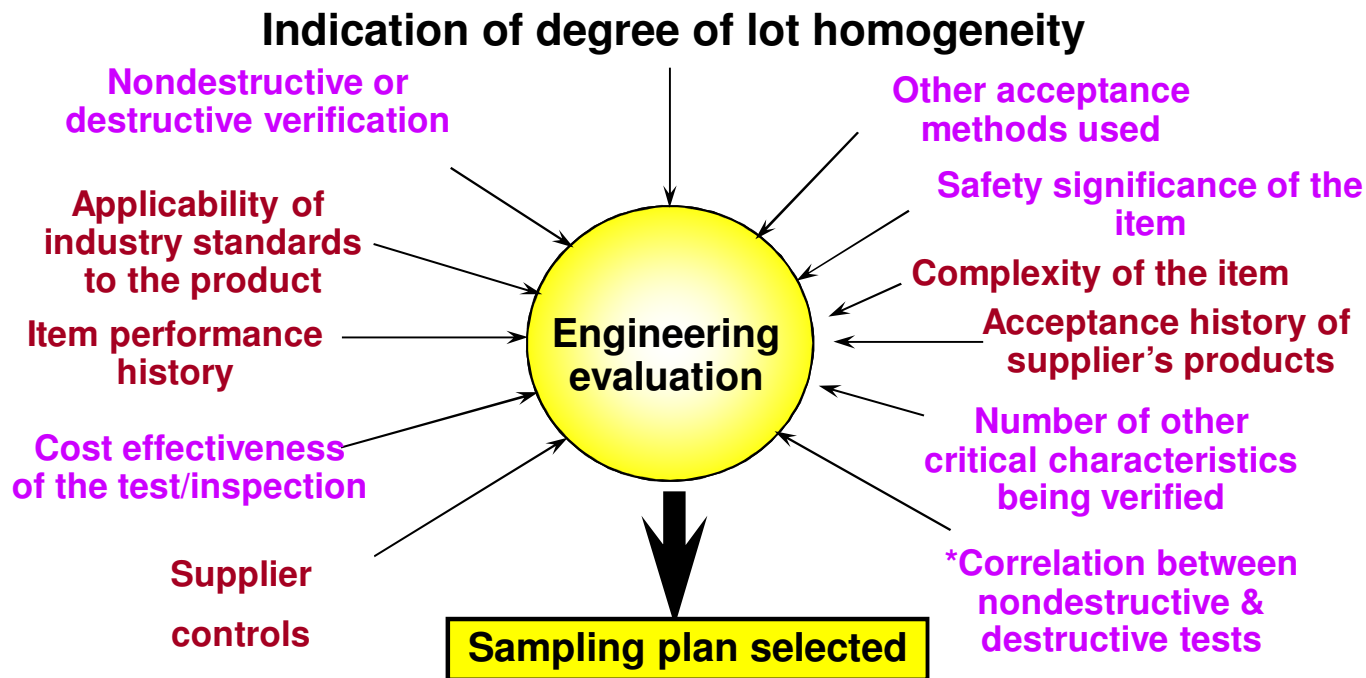 Indication of degree of lot homogeneity
Nondestructive or
destructive verification
Applicability of
industry standards
to the product
Item performance
history
Cost effectiveness
of the test/inspection
Supplier
controls
Engineering
evaluation
Sampling plan selected
Other acceptance
methods used
Safety significance of the
item
Complexity of the item
Acceptance history of
supplier’s products
Number of other
critical characteristics
being verified
*Correlation between
nondestructive &
destructive tests